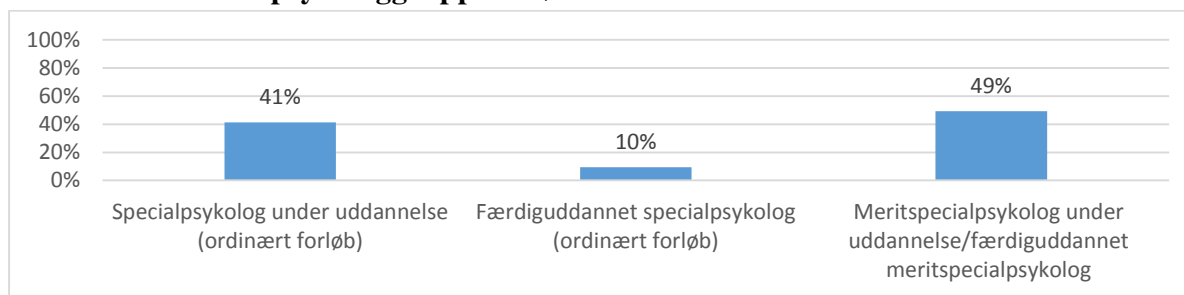 100%
80%
60%
40%
20%
0%
41%
10%
49%
Specialpsykolog under uddannelse
(ordinært forløb)
Færdiguddannet specialpsykolog
(ordinært forløb)
Meritspecialpsykolog under
uddannelse/færdiguddannet
meritspecialpsykolog